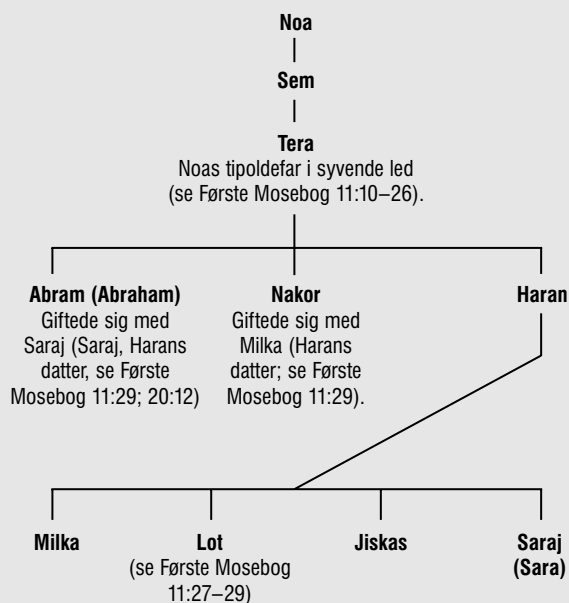 Noa
Sem
Tera
Noas tipoldefar i syvende led
(se Første Mosebog 11:10–26).
Abram (Abraham)
Giftede sig med
Saraj (Saraj, Harans
datter, se Første
Mosebog 11:29; 20:12)
Nakor
Giftede sig med
Milka (Harans
datter; se Første
Mosebog 11:29).
Haran
Milka
Lot
(se Første Mosebog
11:27–29)
Jiskas
Saraj
(Sara)